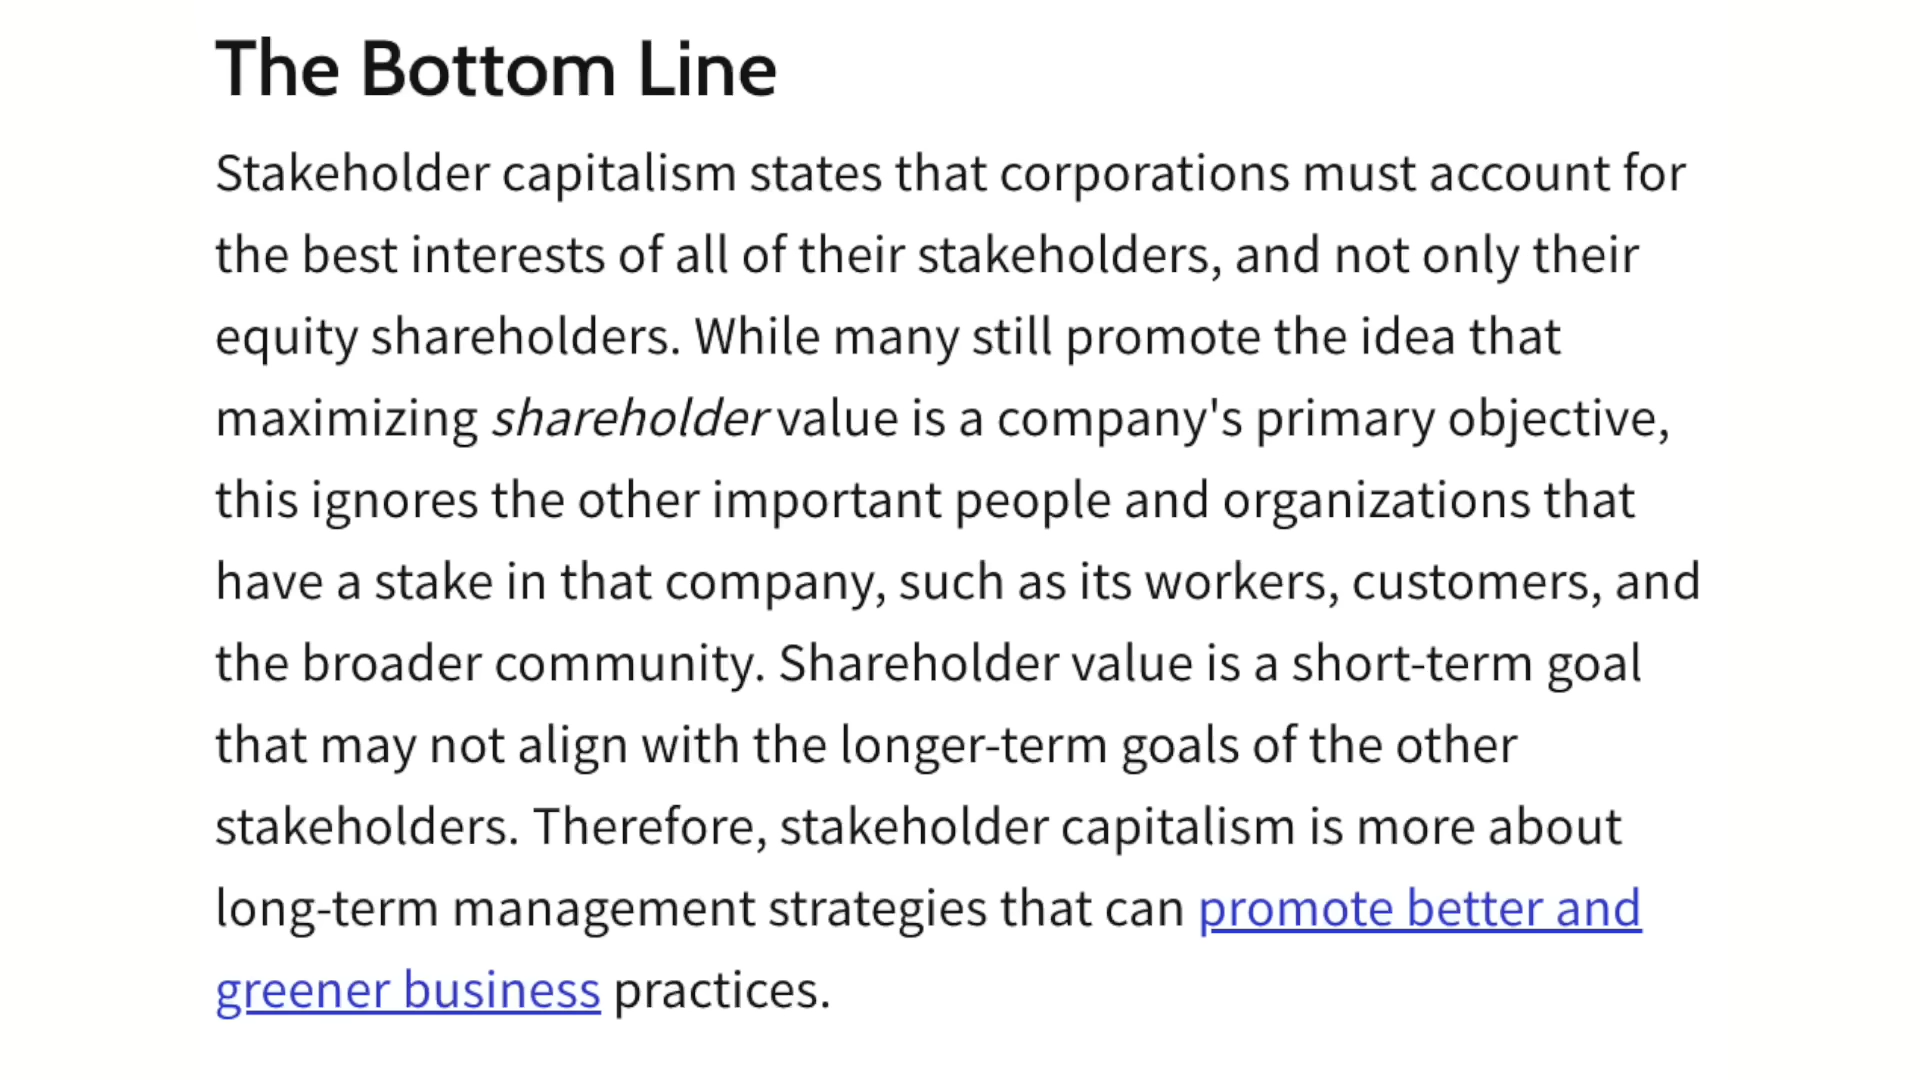 The Bottom Line
Stakeholder capitalism states that corporations must account for
the best interests of all of their stakeholders, and not only their
equity shareholders. While many still promote the idea that
maximizing shareholder value is a company's primary objective,
this ignores the other important people and organizations that
have a stake in that company, such as its workers, customers, and
the broader community. Shareholder value is a short-term goal
that may not align with the longer-term goals of the other
stakeholders. Therefore, stakeholder capitalism is more about
long-term management strategies that can promote better and
greener business practices.